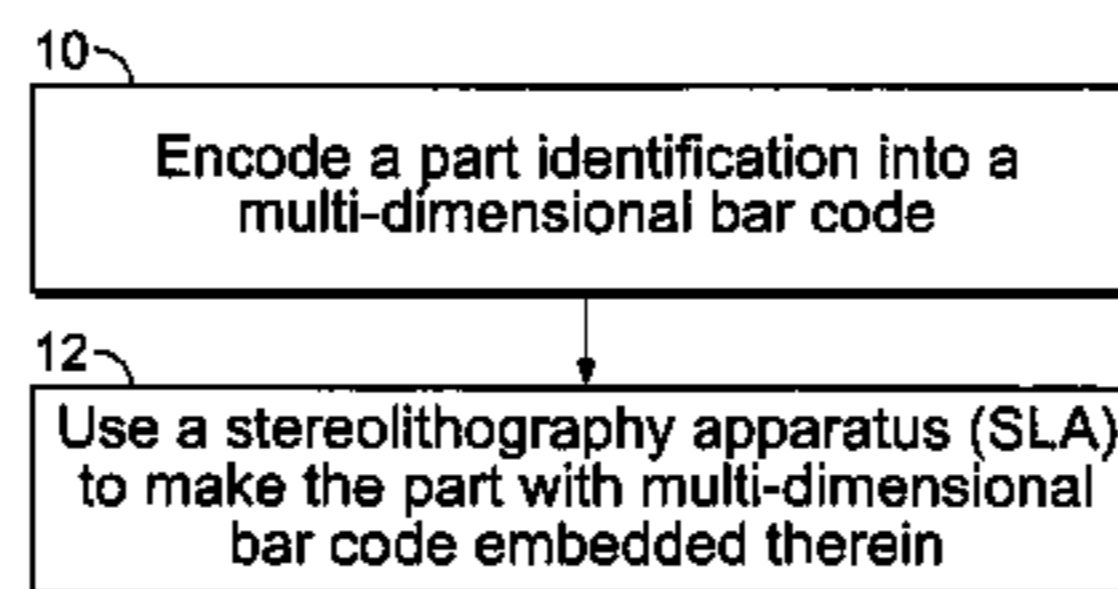 10
Encode a part identification into a
multi-dimensional bar code
12
Use a stereolithography apparatus (SLA)
to make the part with multi-dimensional
bar code embedded therein